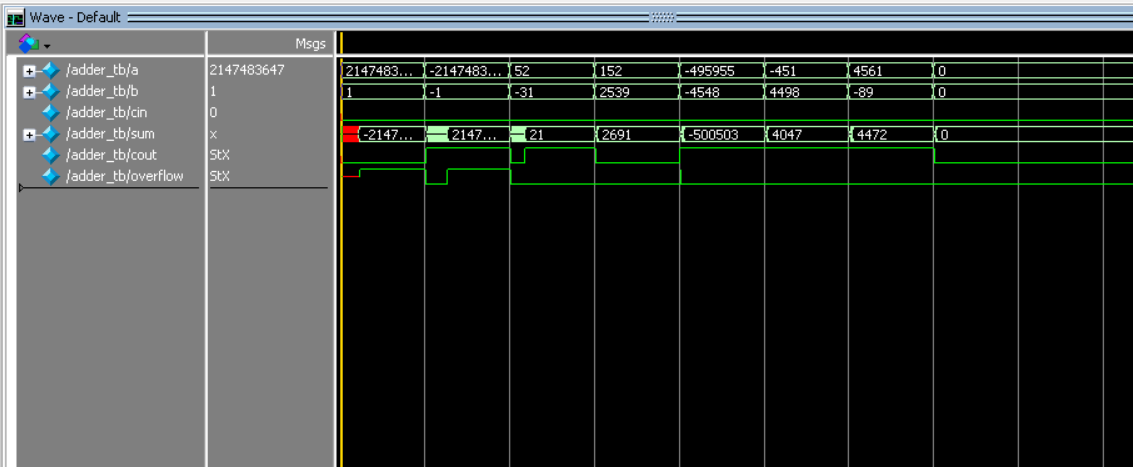 Wave - Default
Msgs
/adder_tb/a 2147483647 2147483... -2147483... 52 152 -495955 -451 4561 0
/adder_tb/b 1 1 -1 -31 2539 -4548 4498 -89 0
/adder_tb/cin 0
/adder_tb/sum x -2147... 2147... 21 2691 -500503 4047 4472 0
/adder_tb/cout StX
/adder_tb/overflow StX